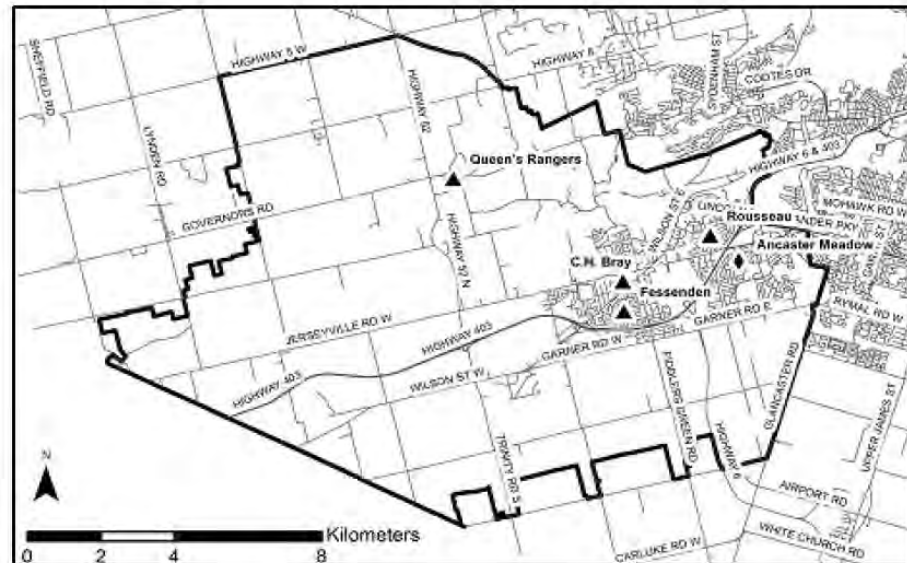 SHEFFIELD RD
HIGHWAY 5 W
HIGHWAY 8
SYDENHAM ST
COOTES DR
LYNDEN RD
HIGHWAY 52
Queen's Rangers
HIGHWAY 6 & 403
GOVERNORS RD
WILSON ST E
MOHAWK RD W
Rousseau
HIGHWAY 52 N
Ancaster Meadow
C.H. Bray
Fessenden
RYMAL RD W
JERSEYVILLE RD W
HIGHWAY 403
GARNER RD E
GARNER RD W
HIGHWAY 403
WILSON ST W
FIDDLERS GREEN RD
GLANCASTER RD
UPPER JAMES ST
TRINITY RD S
HIGHWAY 6
N
AIRPORT RD
Kilometers
WHITE CHURCH RD
0 2 4 8
CARLUKE RD W